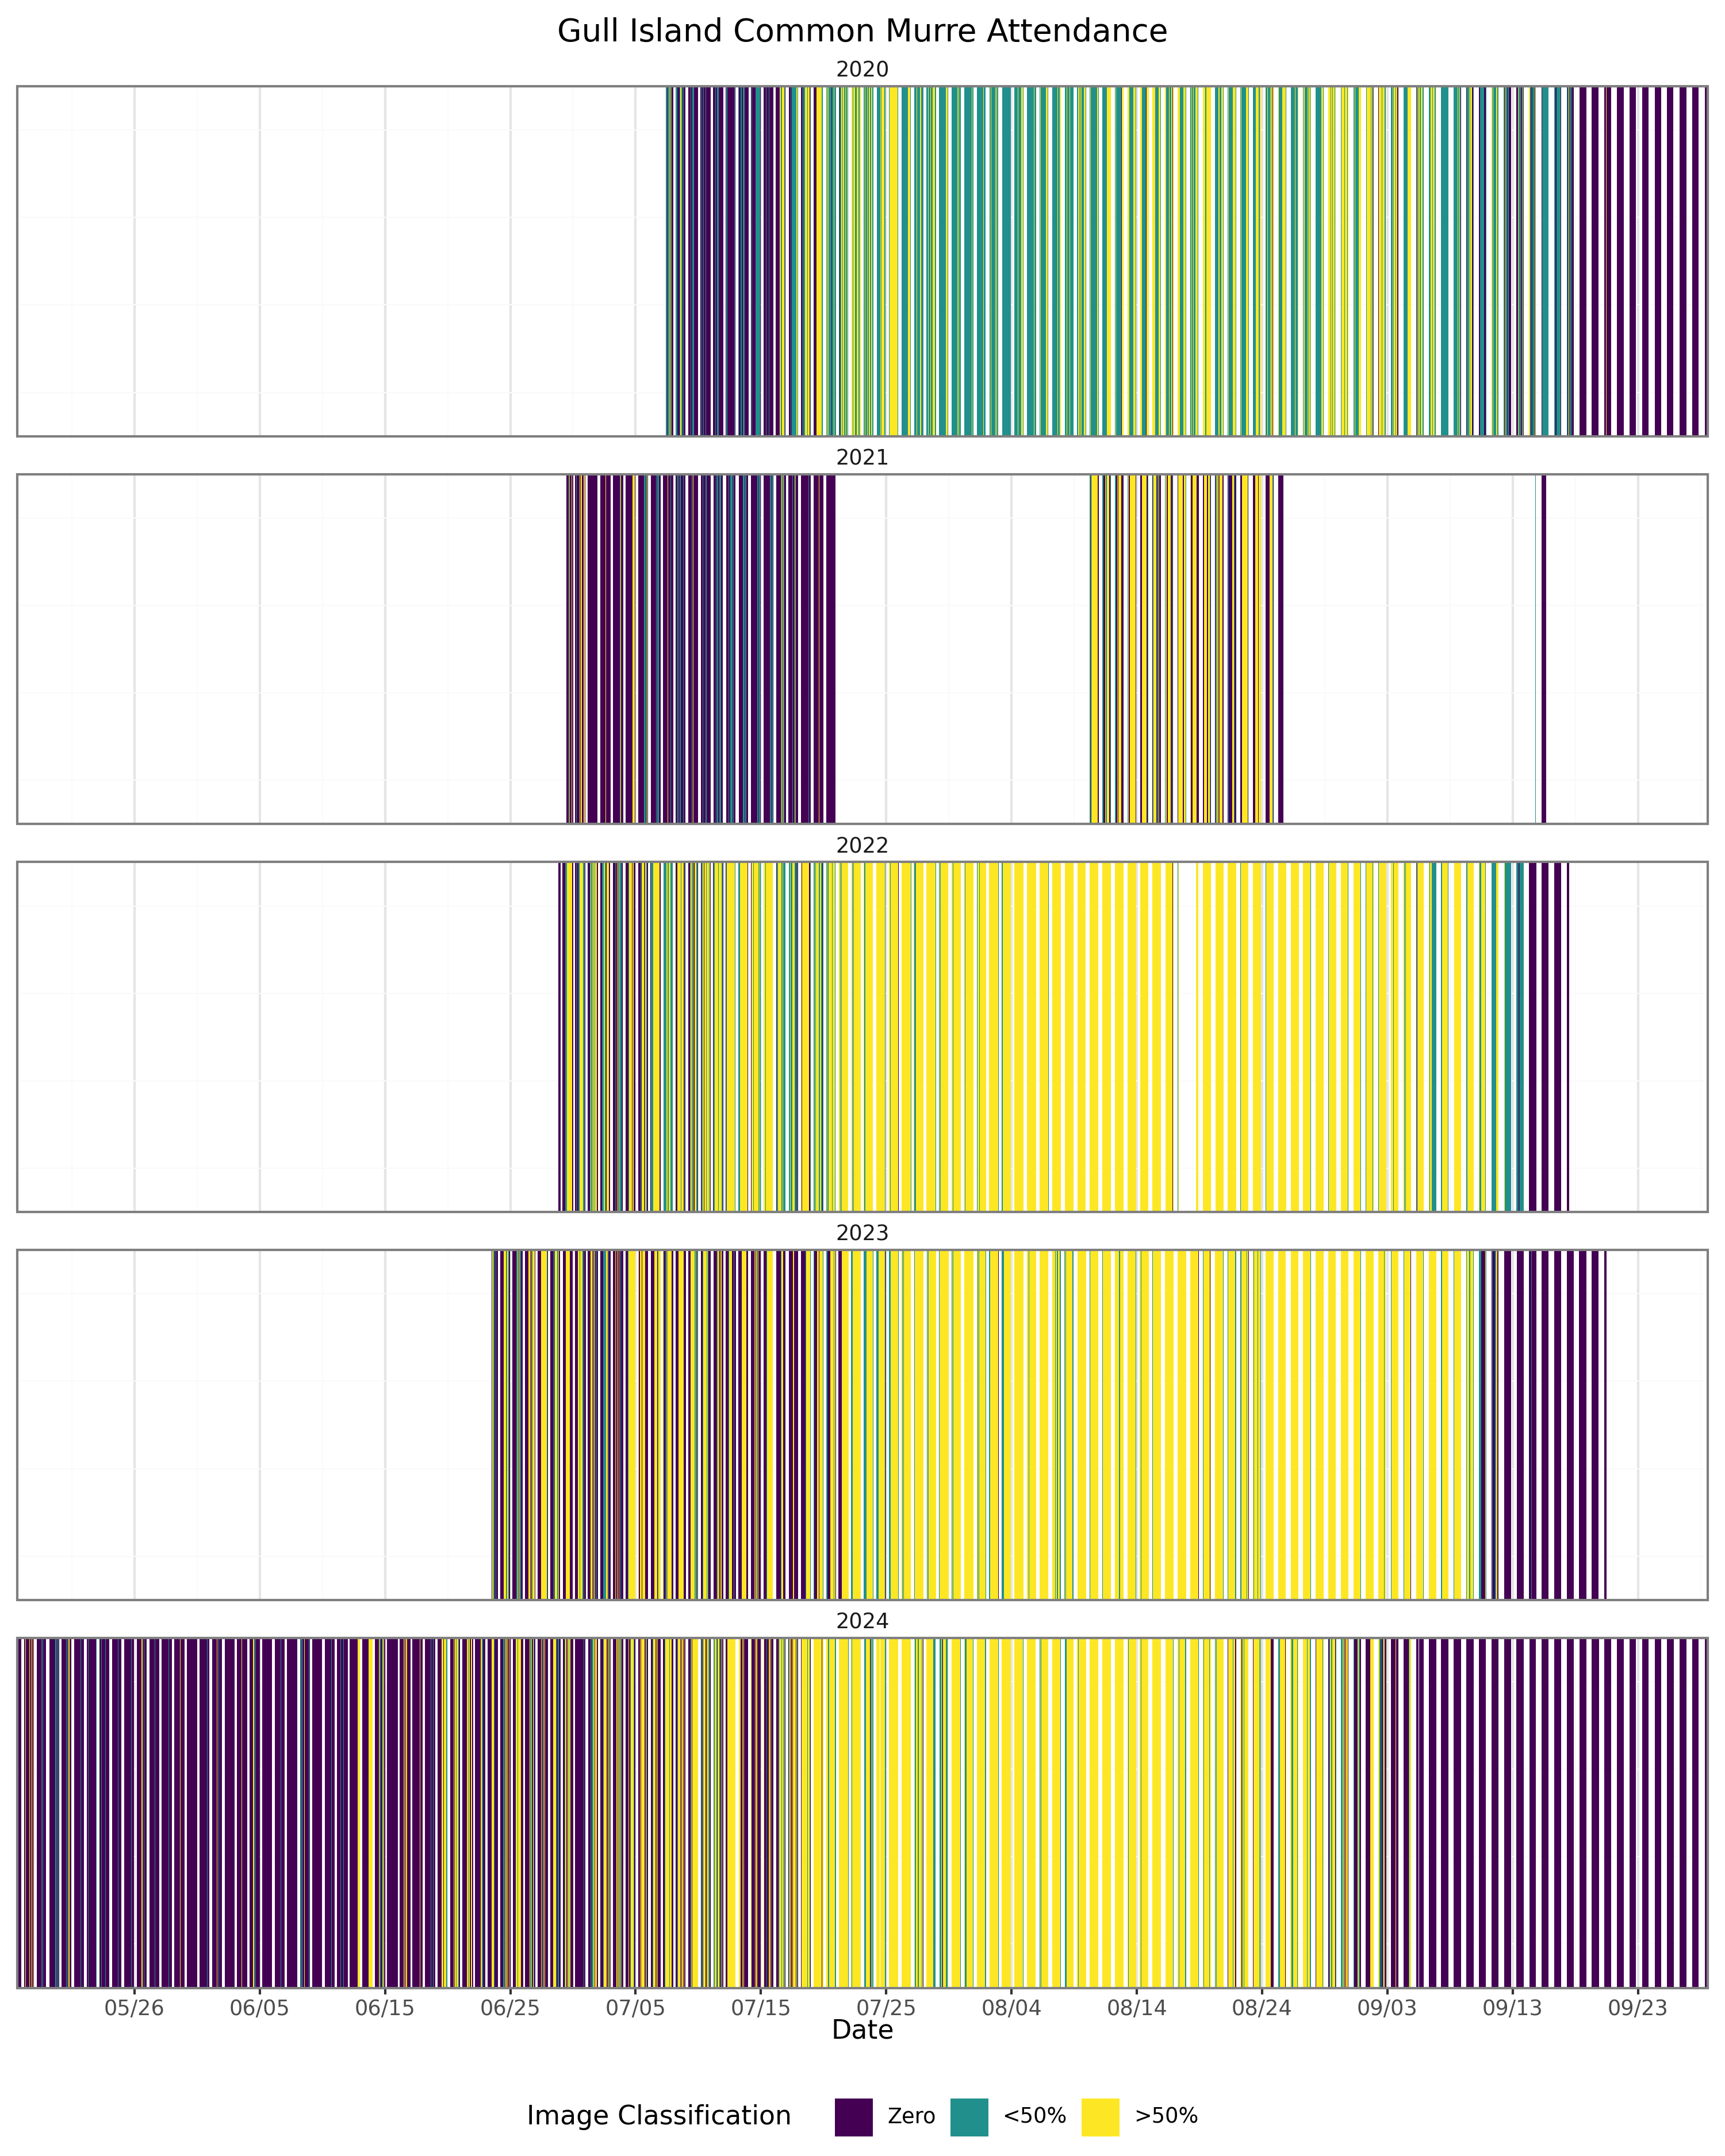 Gull Island Common Murre Attendance
2020
2021
2022
2023
2024
05/26 06/05 06/15 06/25 07/05 07/15 07/25 08/04 08/14 08/24 09/03 09/13 09/23
Date
Image Classification Zero <50% >50%